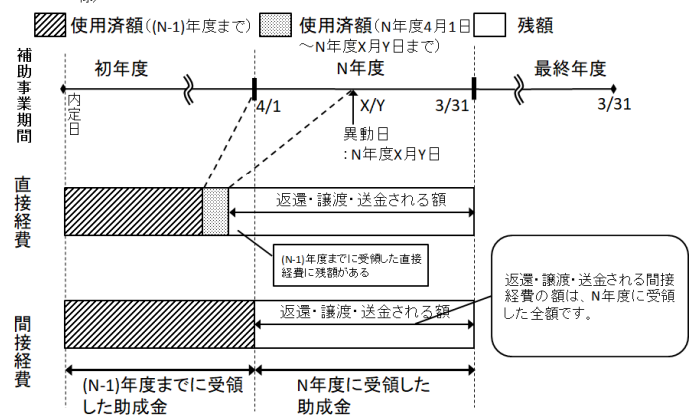 使用済額((N-1)年度まで)
使用済額(N年度4月1日
～N年度X月Y日まで)
残額
補助事業期間
初年度
N年度
最終年度
内定日
4/1
X/Y
3/31
3/31
異動日
:N年度X月Y日
直接経費
返還・譲渡・送金される額
(N-1)年度までに受領した直接
経費に残額がある
返還・譲渡・送金される間接
経費の額は、N年度に受領
した全額です。
間接経費
返還・譲渡・送金される額
(N-1)年度までに受領
した助成金
N年度に受領した
助成金